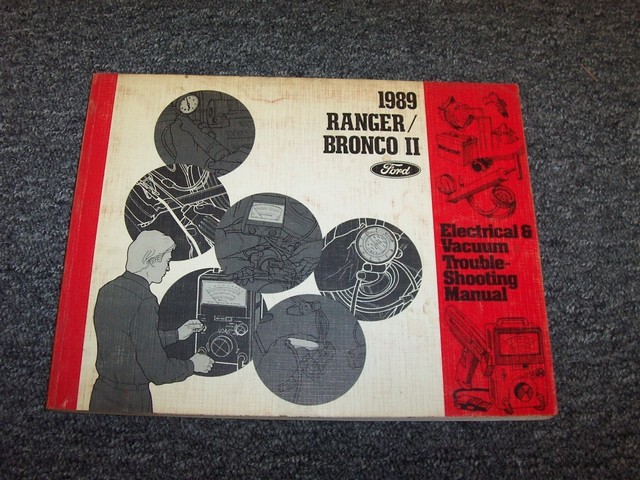 1989
RANGER/
BRONCO II
Ford
Electrical &
Vacuum
Trouble-
Shooting
Manual